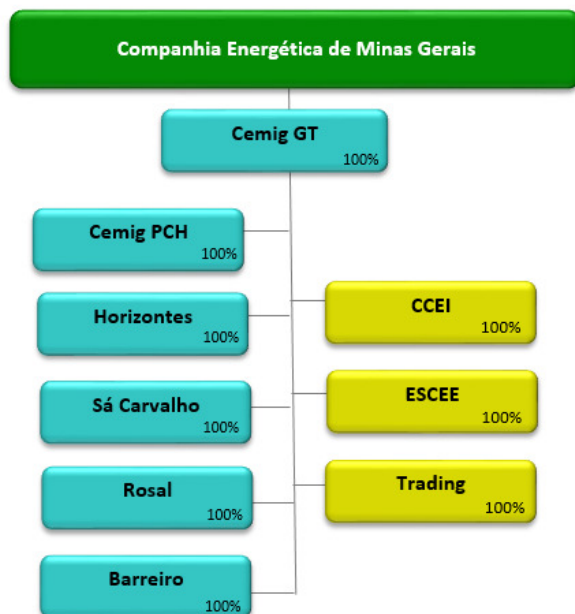 Companhia Energética de Minas Gerais
Cemig GT
100%
Cemig PCH
100%
Horizontes
100%
CCEI
100%
Sá Carvalho
100%
ESCEE
100%
Rosal
100%
Trading
100%
Barreiro
100%